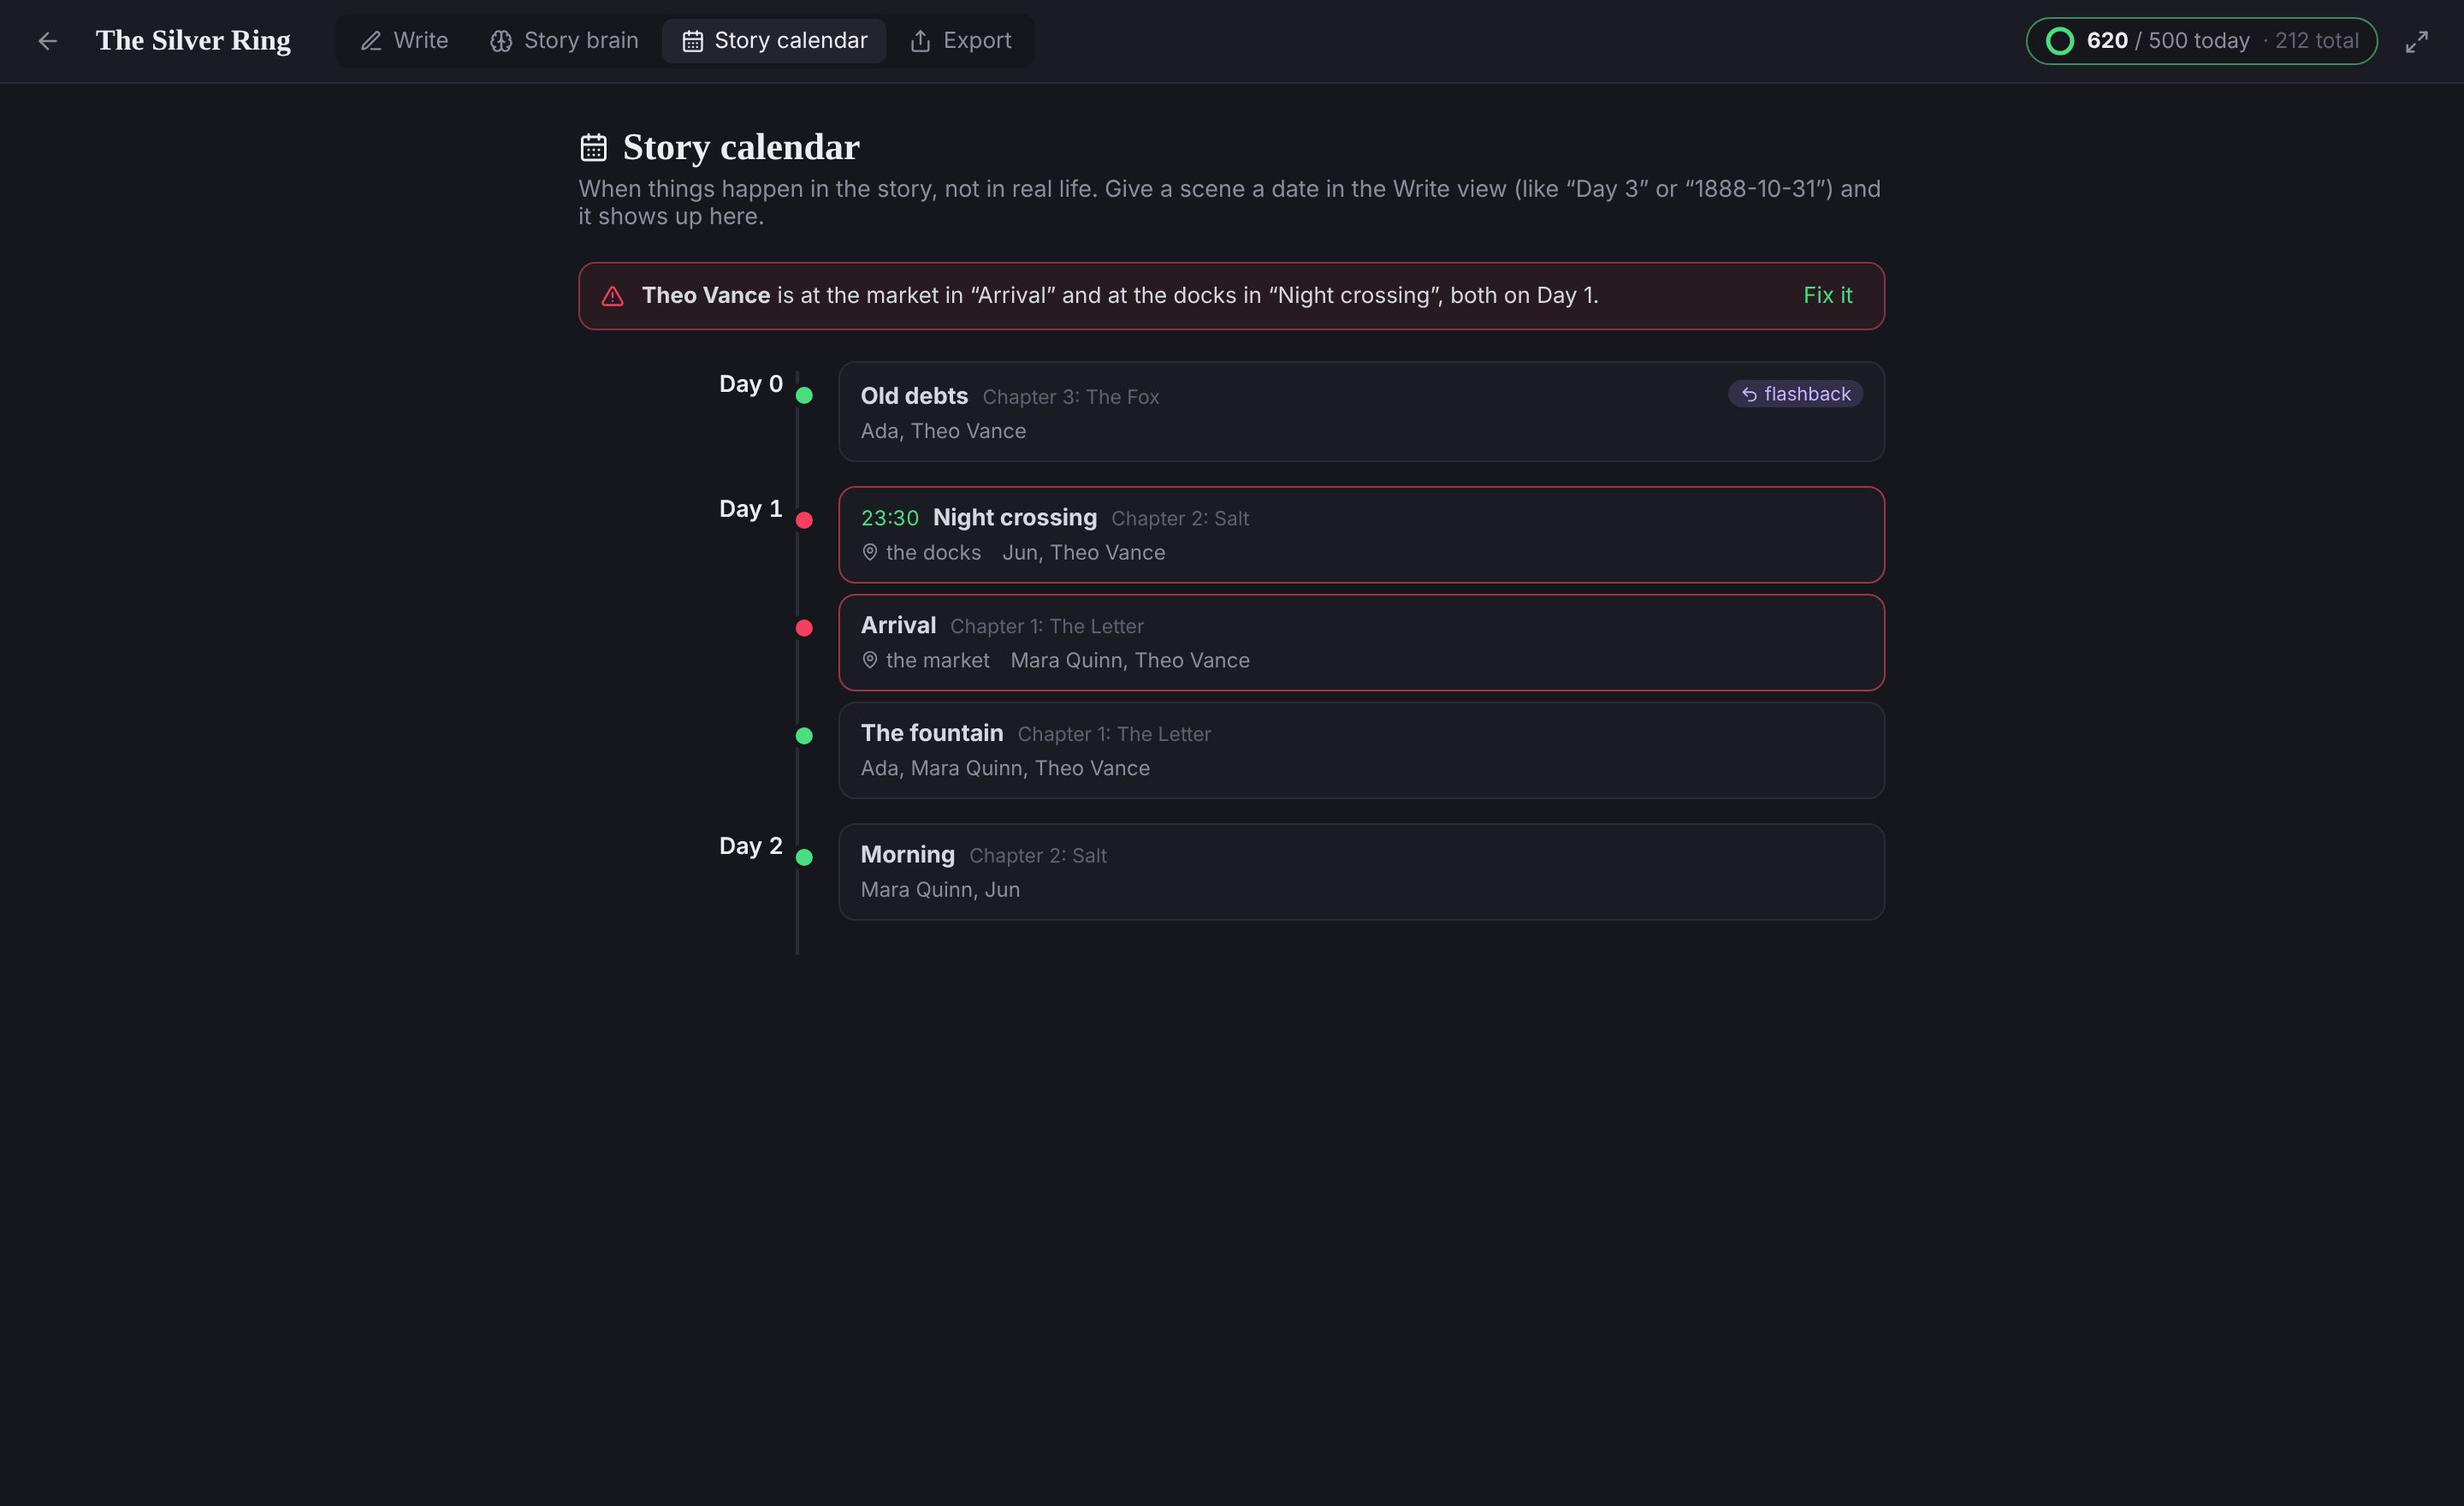 The Silver Ring
Write
Story brain
Story calendar
Export
620 / 500 today · 212 total
Story calendar
When things happen in the story, not in real life. Give a scene a date in the Write view (like “Day 3” or “1888-10-31”) and
it shows up here.
Theo Vance is at the market in “Arrival” and at the docks in “Night crossing”, both on Day 1.
Fix it
Day 0
Old debts Chapter 3: The Fox
flashback
Ada, Theo Vance
Day 1
23:30 Night crossing Chapter 2: Salt
the docks Jun, Theo Vance
Arrival Chapter 1: The Letter
the market Mara Quinn, Theo Vance
The fountain Chapter 1: The Letter
Ada, Mara Quinn, Theo Vance
Day 2
Morning Chapter 2: Salt
Mara Quinn, Jun